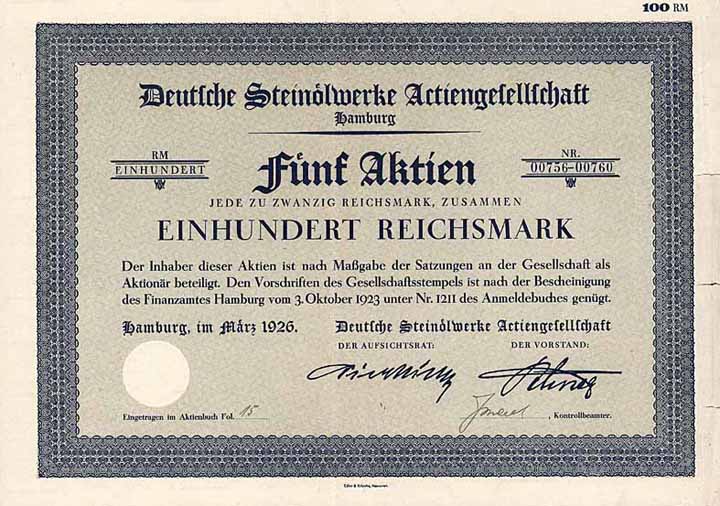 100 RM
Deutsche Steinölwerke Actiengesellschaft
Hamburg
RM
EINHUNDERT
Fünf Aktien
NR.
00756-00760
JEDE ZU ZWANZIG REICHSMARK, ZUSAMMEN
EINHUNDERT REICHSMARK
Der Inhaber dieser Aktien ist nach Maßgabe der Satzungen an der Gesellschaft als
Aktionär beteiligt. Den Vorschriften des Gesellschaftsstempels ist nach der Bescheinigung
des Finanzamtes Hamburg vom 3. Oktober 1923 unter Nr. 1211 des Anmeldebuches genügt.
Hamburg, im März 1926.
Deutsche Steinölwerke Actiengesellschaft
DER AUFSICHTSRAT:
DER VORSTAND:
Eingetragen im Aktienbuch Fol. 15
, Kontrollbeamter.